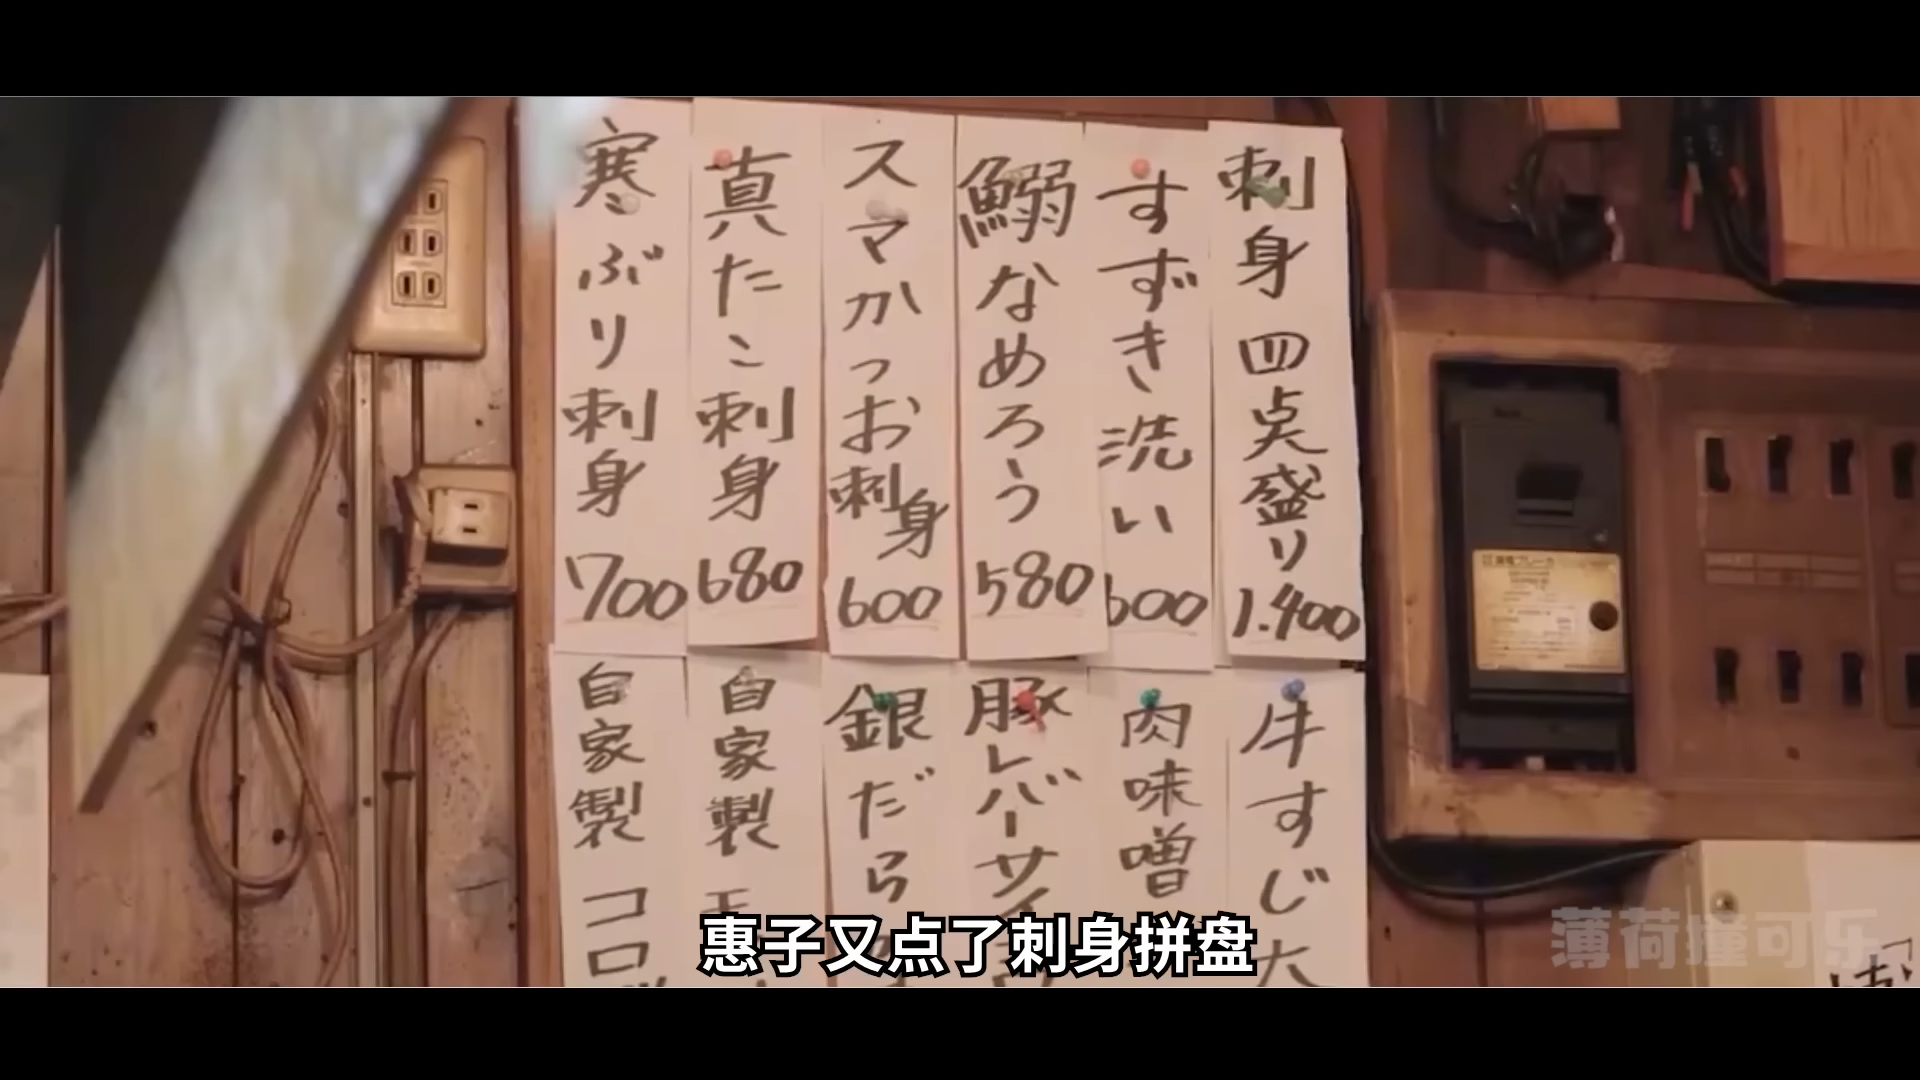 刺身四点盛り 1.400
すずき洗い 600
鰯なめろう 580
スマかつお刺身 600
真たこ刺身 680
寒ぶり刺身 700
牛すじ大
肉味噌
豚レバーサイ
銀だら
自家製
自家製コロッ
惠子又点了刺身拼盘
薄荷撞可乐